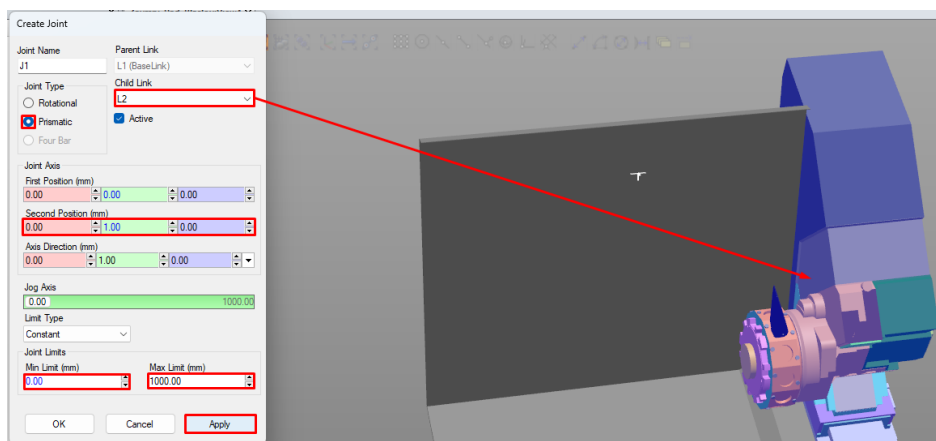 Create Joint
Joint Name
Parent Link
J1
L1 (BaseLink)
Joint Type
Child Link
Rotational
L2
Prismatic
Active
Four Bar
Joint Axis
First Position (mm)
0.00 0.00 0.00
Second Position (mm)
0.00 1.00 0.00
Axis Direction (mm)
0.00 1.00 0.00
Jog Axis
0.00 1000.00
Limit Type
Constant
Joint Limits
Min Limit (mm) Max Limit (mm)
0.00 1000.00
OK Cancel Apply